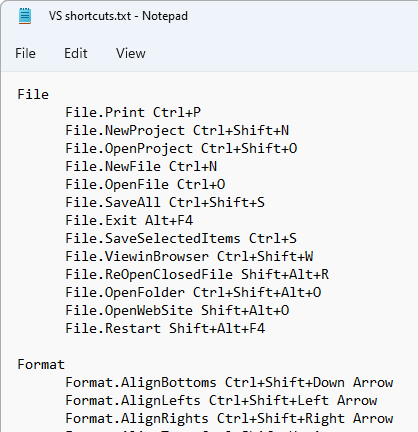 VS shortcuts.txt - Notepad
File Edit View
File
File.Print Ctrl+P
File.NewProject Ctrl+Shift+N
File.OpenProject Ctrl+Shift+O
File.NewFile Ctrl+N
File.OpenFile Ctrl+O
File.SaveAll Ctrl+Shift+S
File.Exit Alt+F4
File.SaveSelectedItems Ctrl+S
File.ViewinBrowser Ctrl+Shift+W
File.ReOpenClosedFile Shift+Alt+R
File.OpenFolder Ctrl+Shift+Alt+O
File.OpenWebSite Shift+Alt+O
File.Restart Shift+Alt+F4
Format
Format.AlignBottoms Ctrl+Shift+Down Arrow
Format.AlignLefts Ctrl+Shift+Left Arrow
Format.AlignRights Ctrl+Shift+Right Arrow